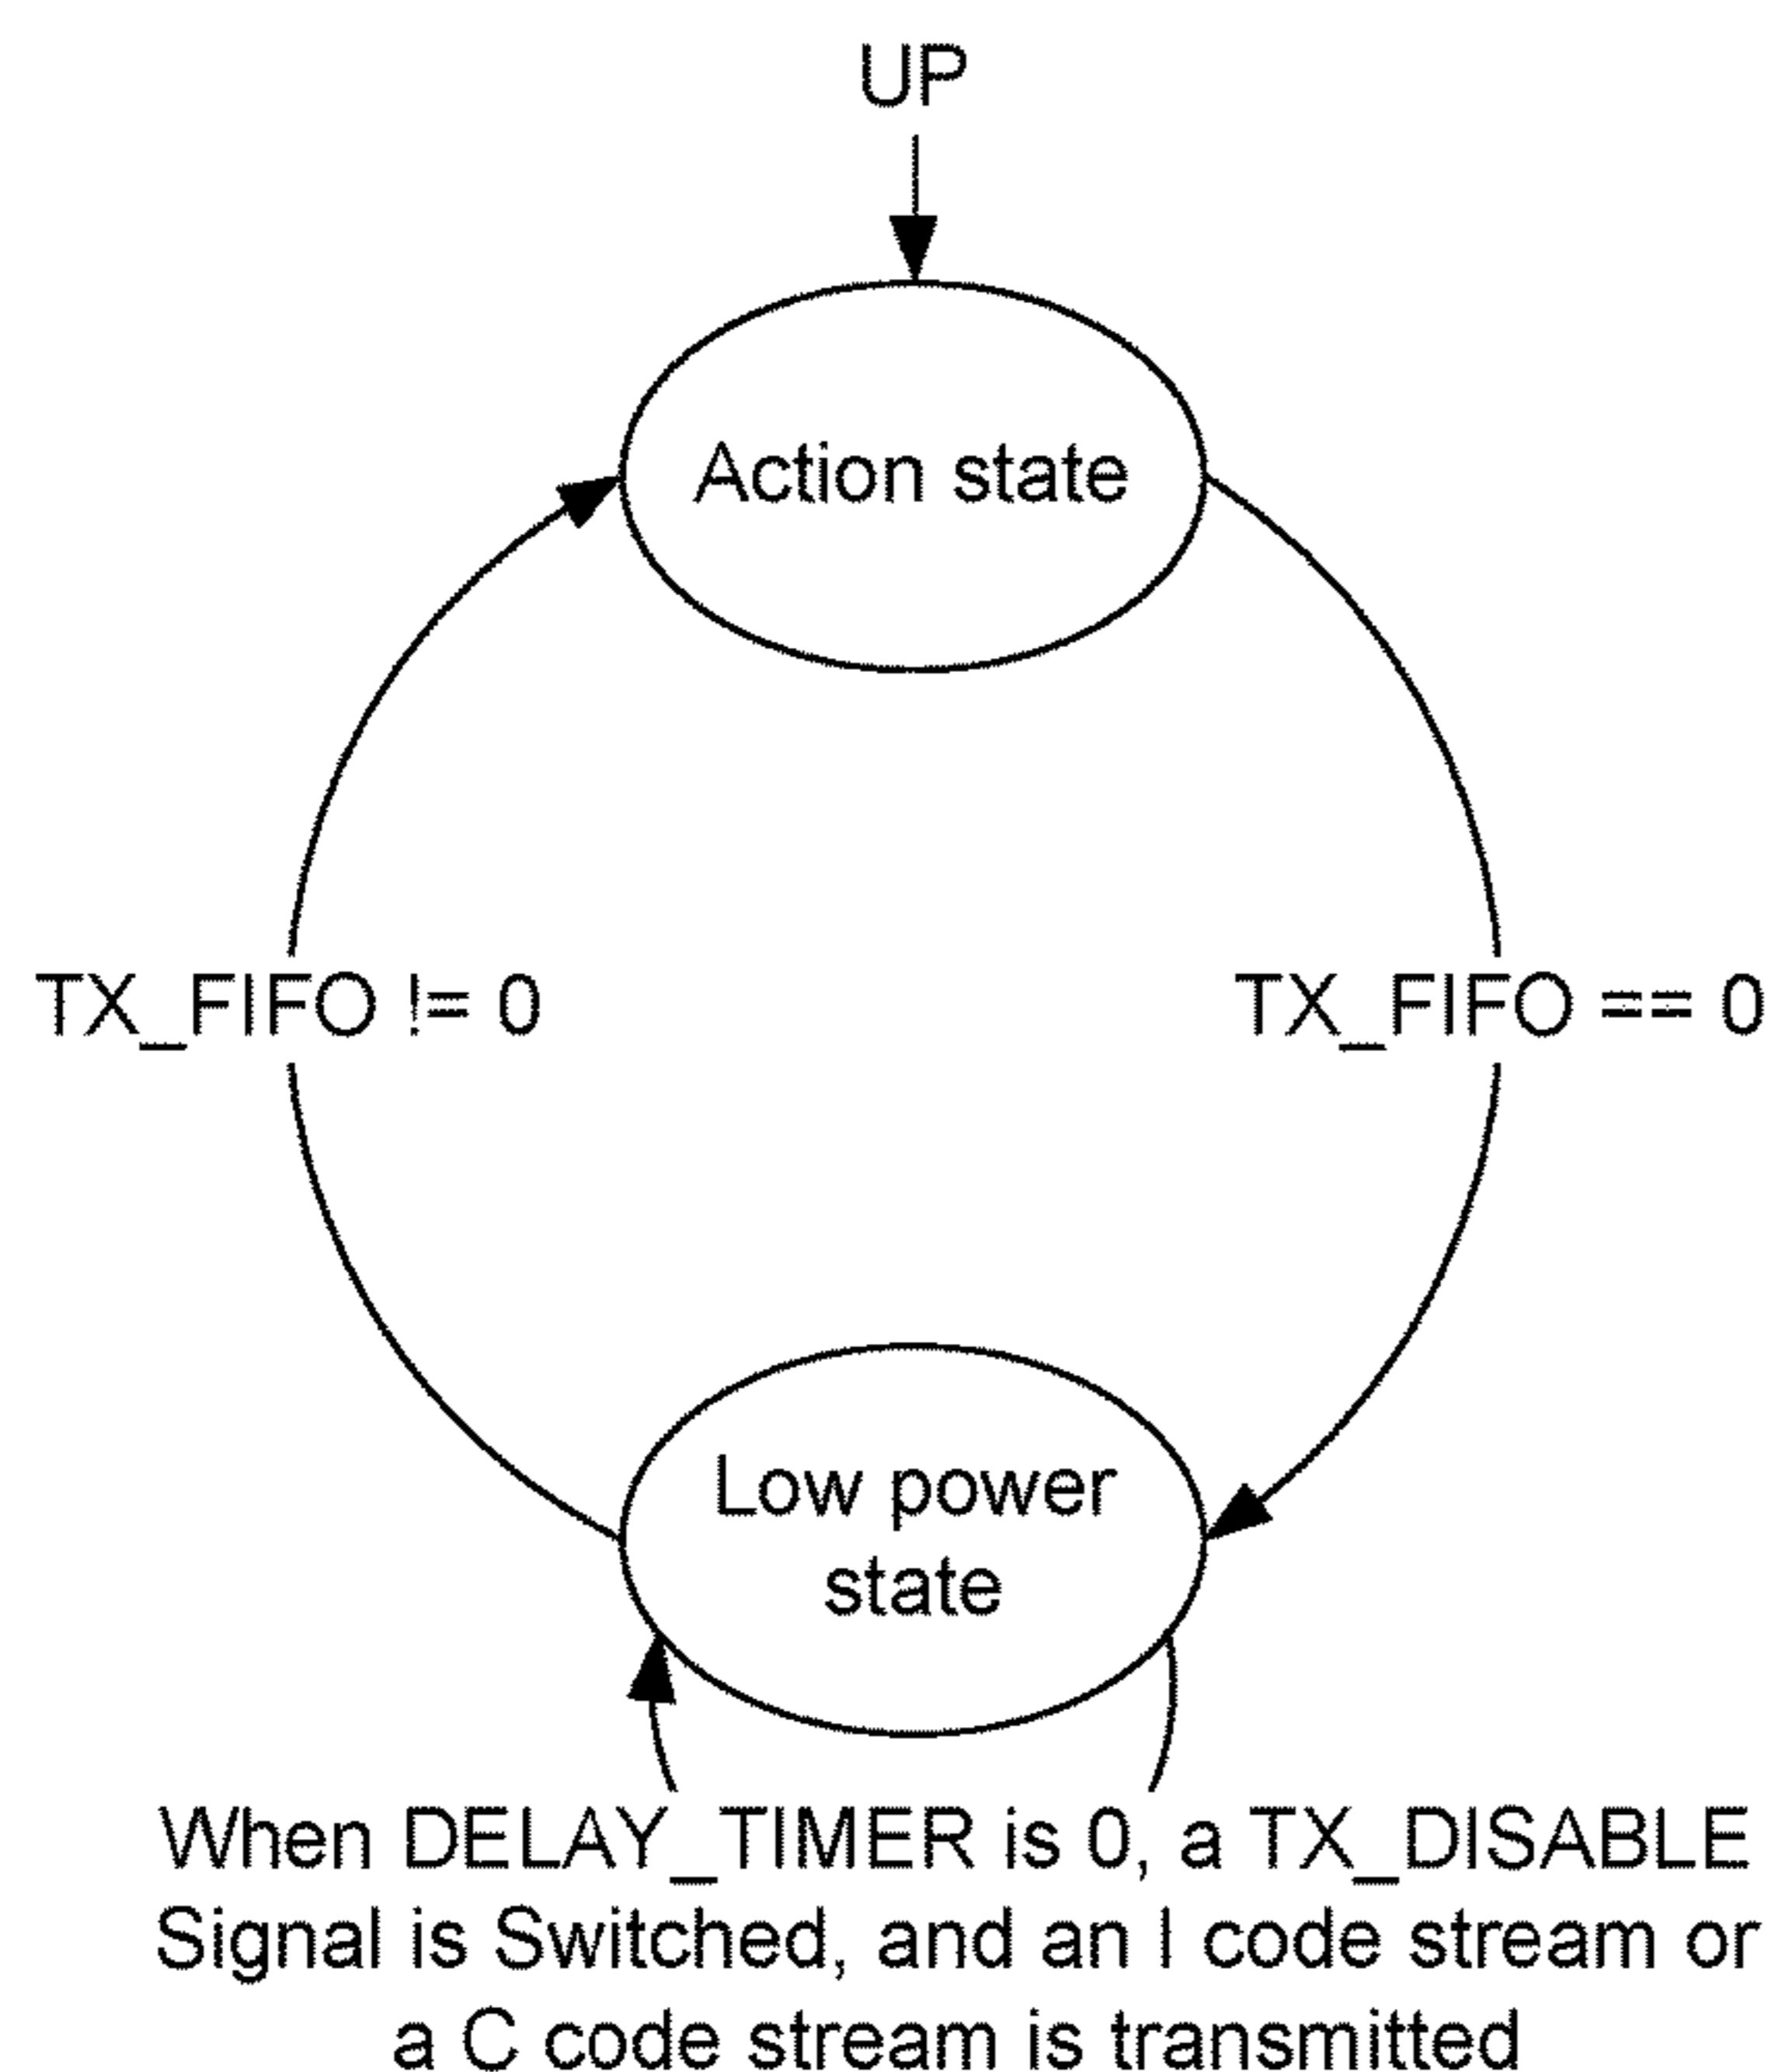 UP
Action state
TX_FIFO != 0
TX_FIFO == 0
Low power
state
When DELAY_TIMER is 0, a TX_DISABLE
Signal is Switched, and an I code stream or
a C code stream is transmitted